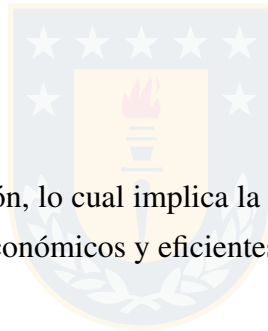 ón, lo cual implica la
conómicos y eficientes